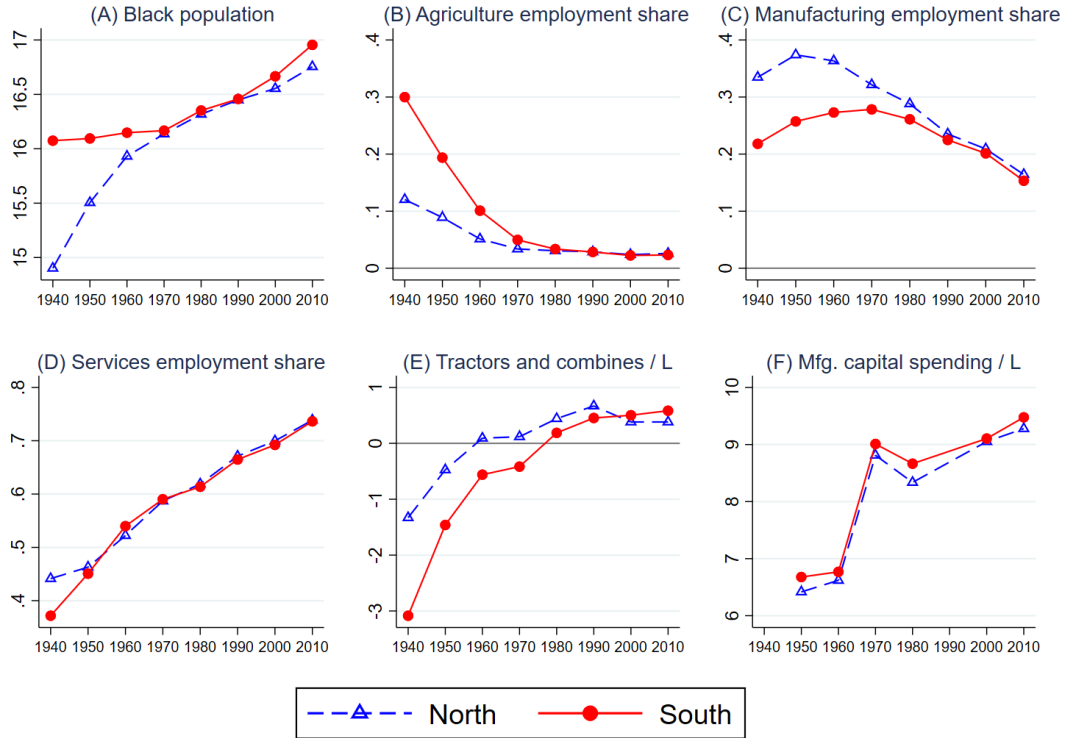 (A) Black population
17
16.5
16
15.5
15
1940 1950 1960 1970 1980 1990 2000 2010
(B) Agriculture employment share
.4
.3
.2
.1
0
1940 1950 1960 1970 1980 1990 2000 2010
(C) Manufacturing employment share
.4
.3
.2
.1
0
1940 1950 1960 1970 1980 1990 2000 2010
(D) Services employment share
.8
.7
.6
.5
.4
1940 1950 1960 1970 1980 1990 2000 2010
(E) Tractors and combines / L
1
0
-1
-2
-3
1940 1950 1960 1970 1980 1990 2000 2010
(F) Mfg. capital spending / L
10
9
8
7
6
1940 1950 1960 1970 1980 1990 2000 2010
North South